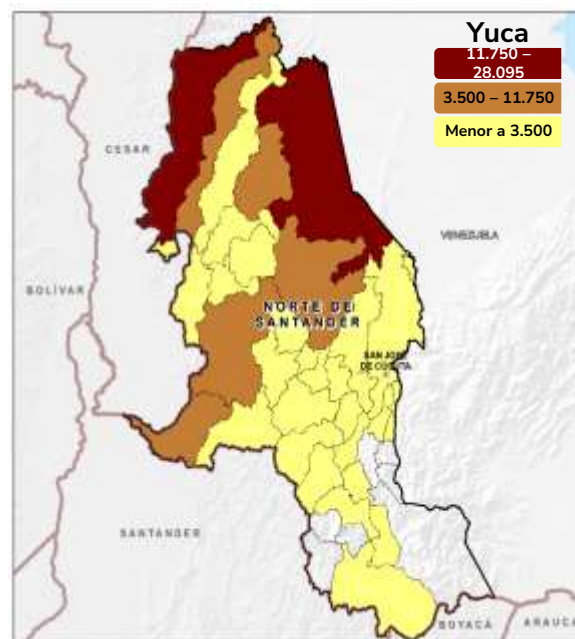 Yuca
11.750 –
28.095
3.500 – 11.750
Menor a 3.500
CESAR
VENEZUELA
BOLÍVAR
NORTE DE
SANTANDER
SAN JOSÉ
DE CÚCUTA
SANTANDER
BOYACÁ
ARAUCA